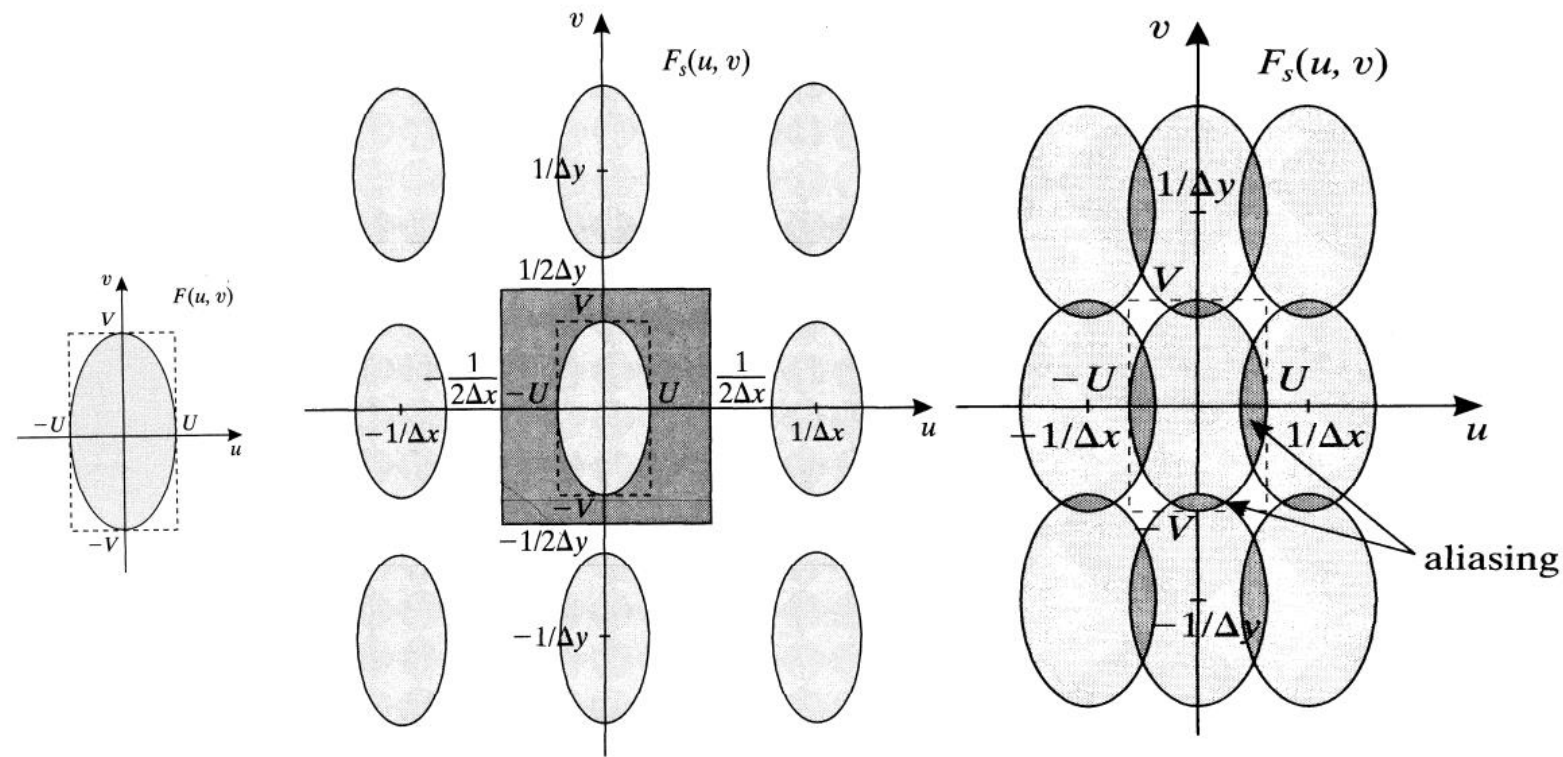 v
F(u, v)
V
−U
U
u
−V
v
F_s(u, v)
1/Δy
1/2Δy
V
−1/2Δx
−U
U
1/2Δx
−1/Δx
1/Δx
u
−V
−1/2Δy
−1/Δy
v
F_s(u, v)
1/Δy
V
−U
U
−1/Δx
1/Δx
u
−V
aliasing
−1/Δy